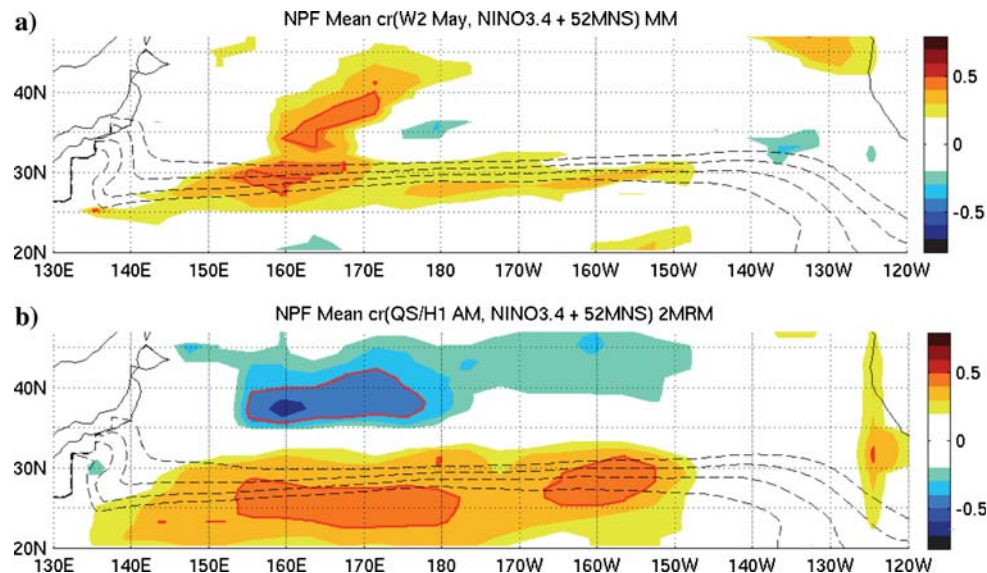 a)
NPF Mean cr(W2 May, NINO3.4 + 52MNS) MM
40N
30N
20N
130E 140E 150E 160E 170E 180 170W 160W 150W 140W 130W 120W
0.5
0
-0.5
b)
NPF Mean cr(QS/H1 AM, NINO3.4 + 52MNS) 2MRM
40N
30N
20N
130E 140E 150E 160E 170E 180 170W 160W 150W 140W 130W 120W
0.5
0
-0.5